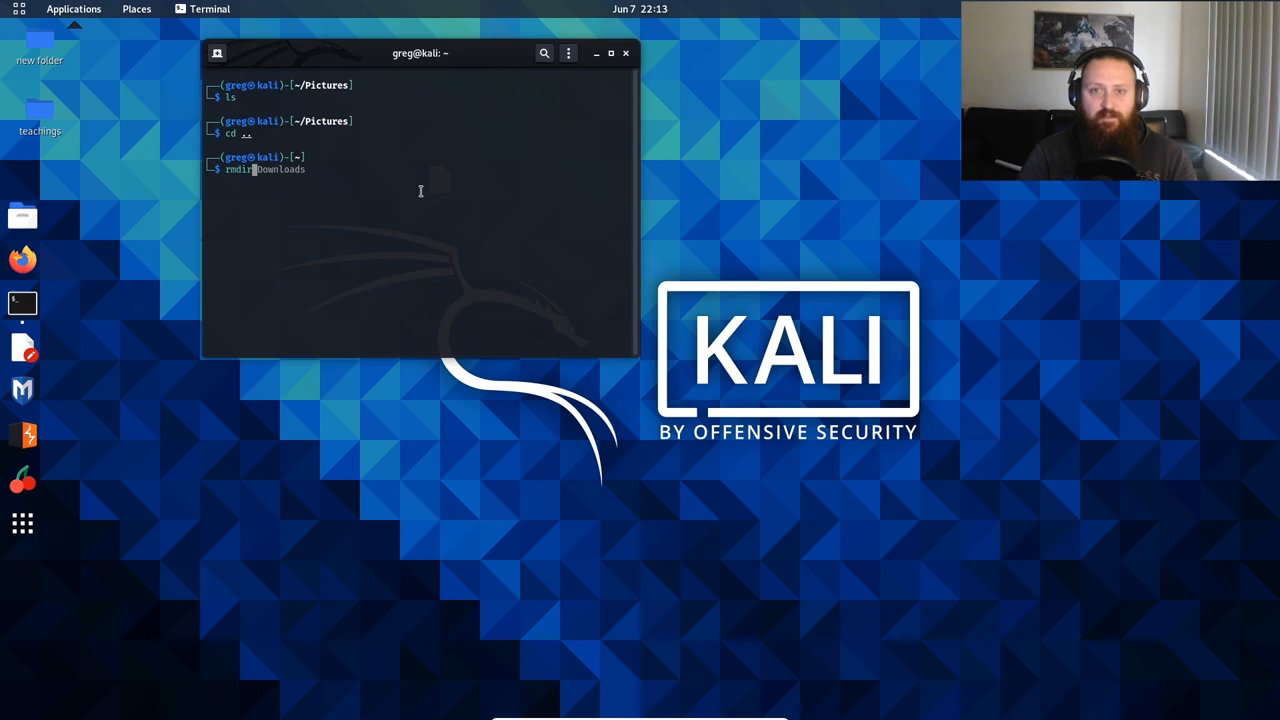 Applications Places Terminal Jun 7 22:13
new folder
teachings
greg@kali: ~
┌──(greg㉿kali)-[~/Pictures]
└─$ ls
┌──(greg㉿kali)-[~/Pictures]
└─$ cd ..
┌──(greg㉿kali)-[~]
└─$ rmdir Downloads
KALI
BY OFFENSIVE SECURITY